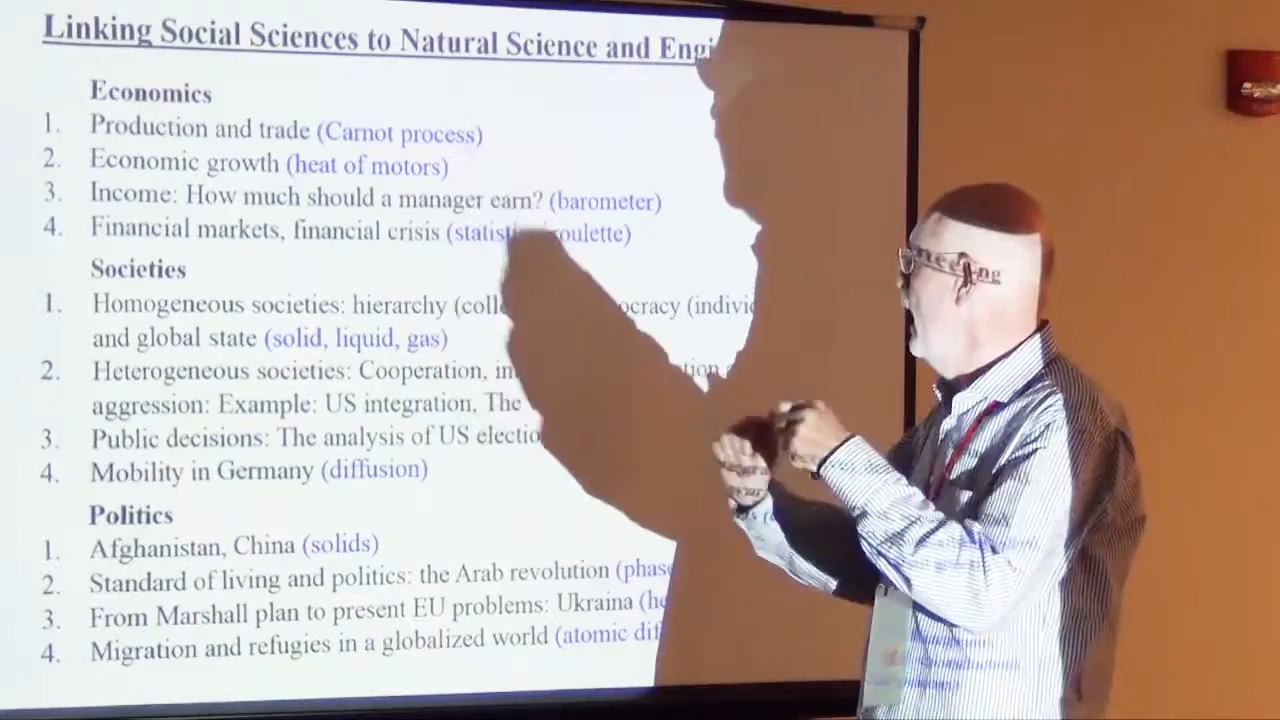 Linking Social Sciences to Natural Science and Engi
Economics
1. Production and trade (Carnot process)
2. Economic growth (heat of motors)
3. Income: How much should a manager earn? (barometer)
4. Financial markets, financial crisis (statisti roulette)
Societies
1. Homogeneous societies: hierarchy (coll ocracy (indivi
and global state (solid, liquid, gas)
2. Heterogeneous societies: Cooperation, in tion
aggression: Example: US integration, The
3. Public decisions: The analysis of US electio
4. Mobility in Germany (diffusion)
Politics
1. Afghanistan, China (solids)
2. Standard of living and politics: the Arab revolution (phase
3. From Marshall plan to present EU problems: Ukraina (he
4. Migration and refugies in a globalized world (atomic dif